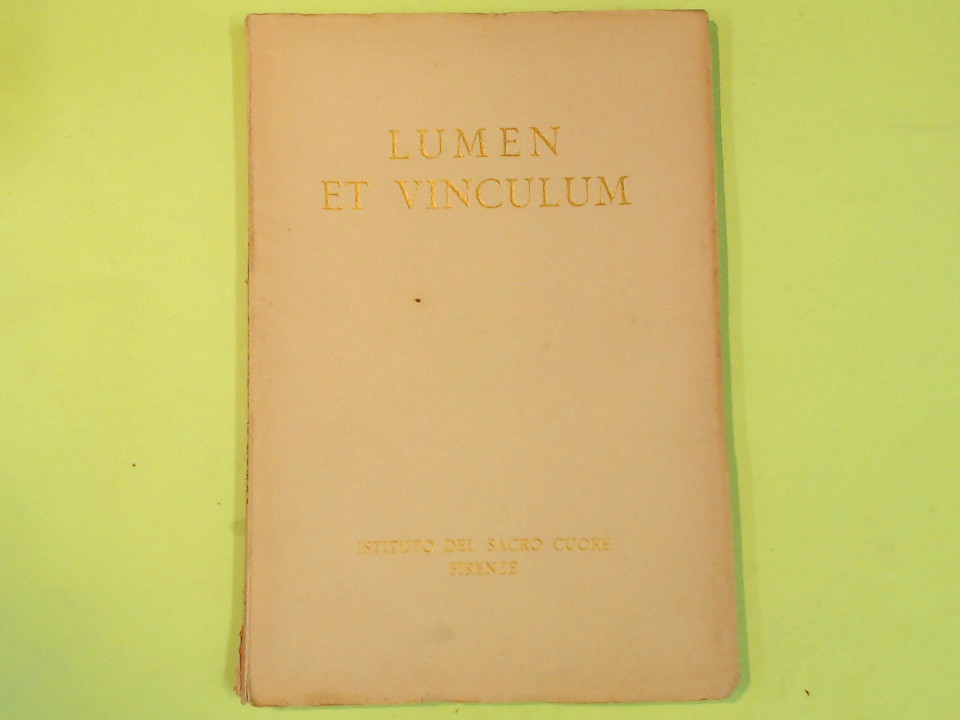 LUMEN
ET VINCULUM
ISTITUTO DEL SACRO CUORE
FIRENZE